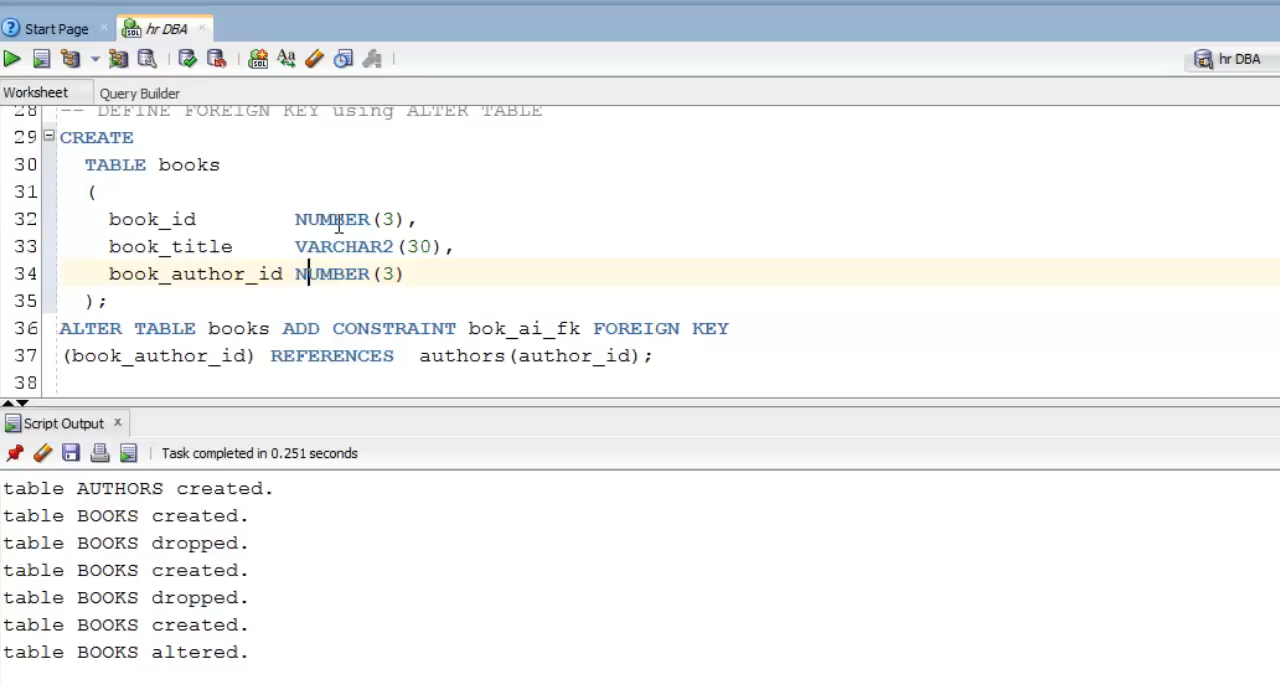 Start Page
hr DBA
hr DBA
Worksheet
Query Builder
28 -- DEFINE FOREIGN KEY using ALTER TABLE
29 CREATE
30 TABLE books
31 (
32 book_id NUMBER(3),
33 book_title VARCHAR2(30),
34 book_author_id NUMBER(3)
35 );
36 ALTER TABLE books ADD CONSTRAINT bok_ai_fk FOREIGN KEY
37 (book_author_id) REFERENCES authors(author_id);
38
Script Output
Task completed in 0.251 seconds
table AUTHORS created.
table BOOKS created.
table BOOKS dropped.
table BOOKS created.
table BOOKS dropped.
table BOOKS created.
table BOOKS altered.